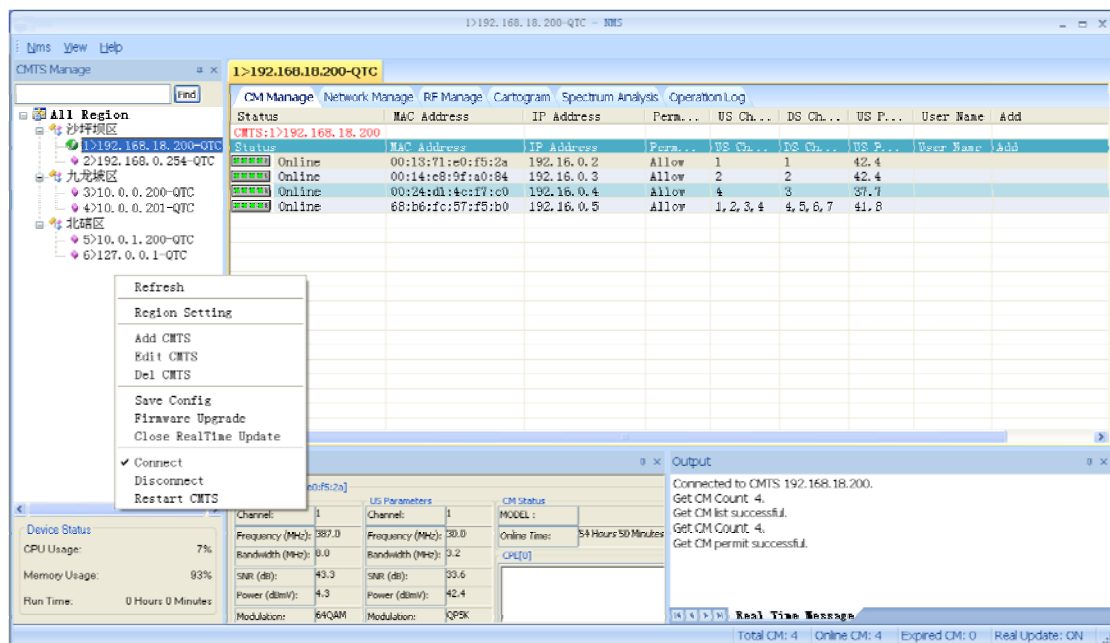 1>192.168.18.200-QTC - NMS
Nms View Help
CMTS Manage
1>192.168.18.200-QTC
Find
CM Manage Network Manage RF Manage Cartogram Spectrum Analysis Operation Log
All Region
沙坪坝区
1>192.168.18.200-QTC
2>192.168.0.254-QTC
九龙坡区
3>10.0.0.200-QTC
4>10.0.0.201-QTC
北碚区
5>10.0.1.200-QTC
6>127.0.0.1-QTC
Status MAC Address IP Address Perm... US Ch... DS Ch... US P... User Name Add
CMTS:1>192.168.18.200
Status MAC Address IP Address Perm... US Ch... DS Ch... US P... User Name Add
Online 00:13:71:e0:f5:2a 192.16.0.2 Allow 1 1 42.4
Online 00:14:e8:9f:a0:84 192.16.0.3 Allow 2 2 42.4
Online 00:24:d1:4c:f7:c0 192.16.0.4 Allow 4 3 37.7
Online 68:b6:fc:57:f5:b0 192.16.0.5 Allow 1,2,3,4 4,5,6,7 41.8
Refresh
Region Setting
Add CMTS
Edit CMTS
Del CMTS
Save Config
Firmware Upgrade
Close RealTime Update
Connect
Disconnect
Restart CMTS
Device Status
CPU Usage: 7%
Memory Usage: 93%
Run Time: 0 Hours 0 Minutes
e0:f5:2a]
Channel: 1
Frequency (MHz): 387.0
Bandwidth (MHz): 8.0
SNR (dB): 43.3
Power (dBmV): 4.3
Modulation: 64QAM
US Parameters
Channel: 1
Frequency (MHz): 30.0
Bandwidth (MHz): 3.2
SNR (dB): 33.6
Power (dBmV): 42.4
Modulation: QPSK
CM Status
MODEL :
Online Time: 54 Hours 50 Minutes
CPE[0]
Output
Connected to CMTS 192.168.18.200.
Get CM Count 4.
Get CM list successful.
Get CM Count 4.
Get CM permit successful.
Real Time Message
Total CM: 4 Online CM: 4 Expired CM: 0 Real Update: ON